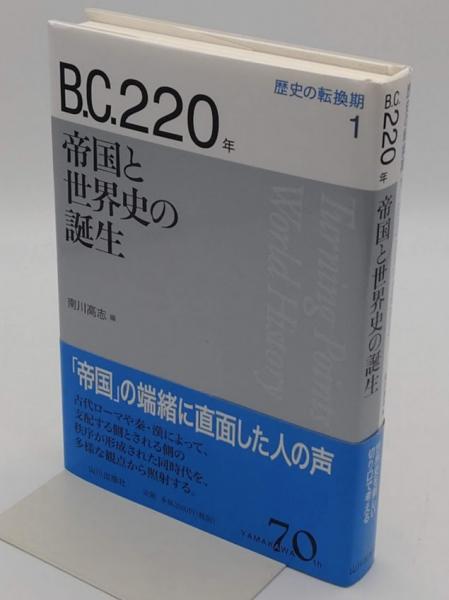 歴史の転換期
1
B.C.220年
帝国と
世界史の
誕生
南川高志 編
Turning Points
World History
「帝国」の端緒に直面した人の声
古代ローマや秦・漢によって、
支配する側とされる側の
秩序が形成された同時代を、
多様な観点から照射する。
山川出版社
70th
YAMAKAWA
B.C.220年
帝国と世界史の誕生